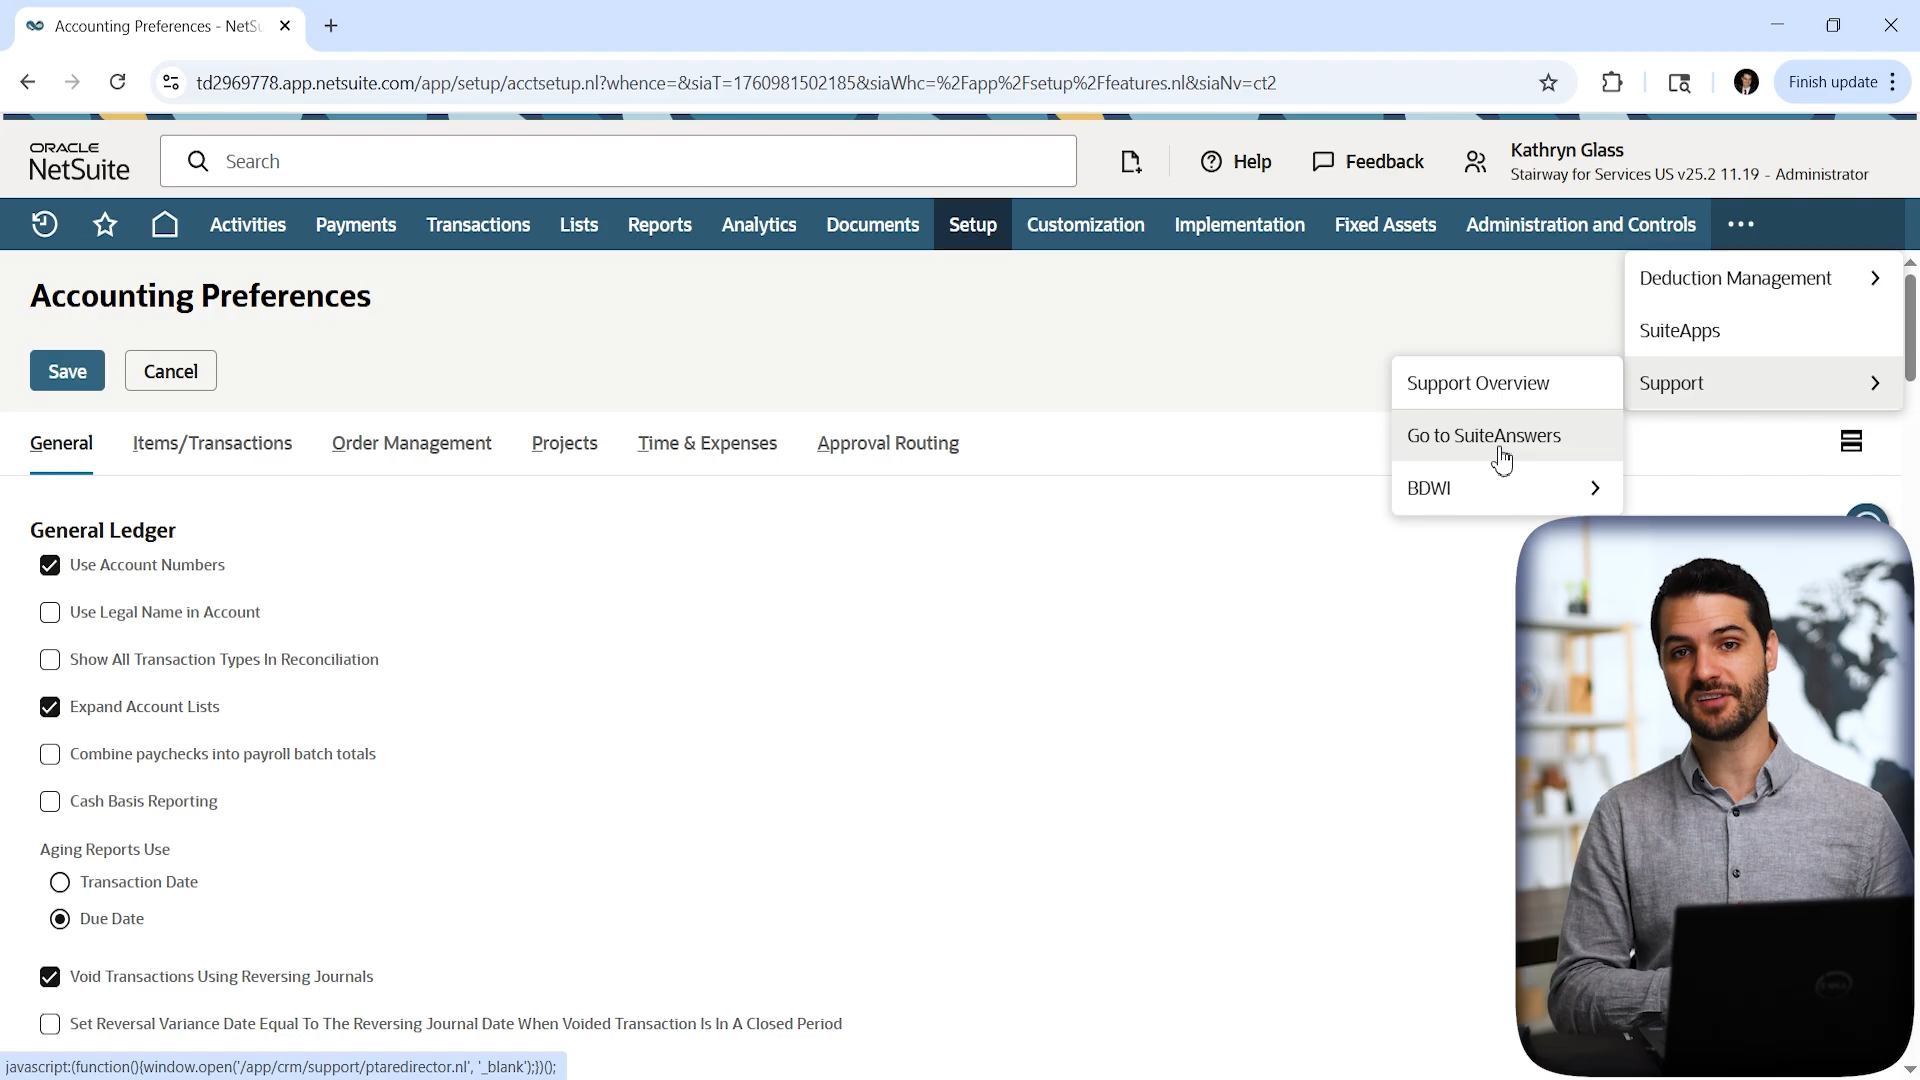 Accounting Preferences - NetSu
td2969778.app.netsuite.com/app/setup/acctsetup.nl?whence=&siaT=1760981502185&siaWhc=%2Fapp%2Fsetup%2Ffeatures.nl&siaNv=ct2
Finish update
ORACLE
NetSuite
Search
Help
Feedback
Kathryn Glass
Stairway for Services US v25.2 11.19 - Administrator
Activities
Payments
Transactions
Lists
Reports
Analytics
Documents
Setup
Customization
Implementation
Fixed Assets
Administration and Controls
Deduction Management
SuiteApps
Support
Support Overview
Go to SuiteAnswers
BDWI
Accounting Preferences
Save
Cancel
General
Items/Transactions
Order Management
Projects
Time & Expenses
Approval Routing
General Ledger
Use Account Numbers
Use Legal Name in Account
Show All Transaction Types In Reconciliation
Expand Account Lists
Combine paychecks into payroll batch totals
Cash Basis Reporting
Aging Reports Use
Transaction Date
Due Date
Void Transactions Using Reversing Journals
Set Reversal Variance Date Equal To The Reversing Journal Date When Voided Transaction Is In A Closed Period
javascript:(function(){window.open('/app/crm/support/ptaredirector.nl', '_blank');})();
DELL